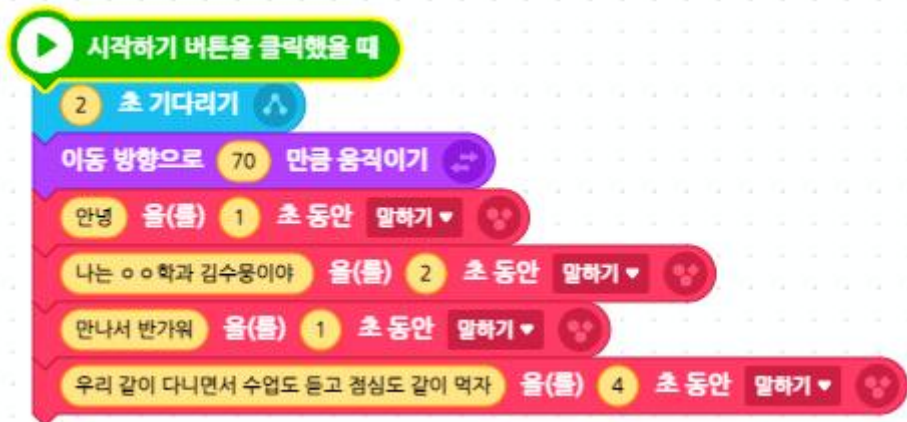 시작하기 버튼을 클릭했을 때
2 초 기다리기
이동 방향으로 70 만큼 움직이기
안녕 을(를) 1 초 동안 말하기
나는 ㅇㅇ학과 김수뭉이야 을(를) 2 초 동안 말하기
만나서 반가워 을(를) 1 초 동안 말하기
우리 같이 다니면서 수업도 듣고 점심도 같이 먹자 을(를) 4 초 동안 말하기